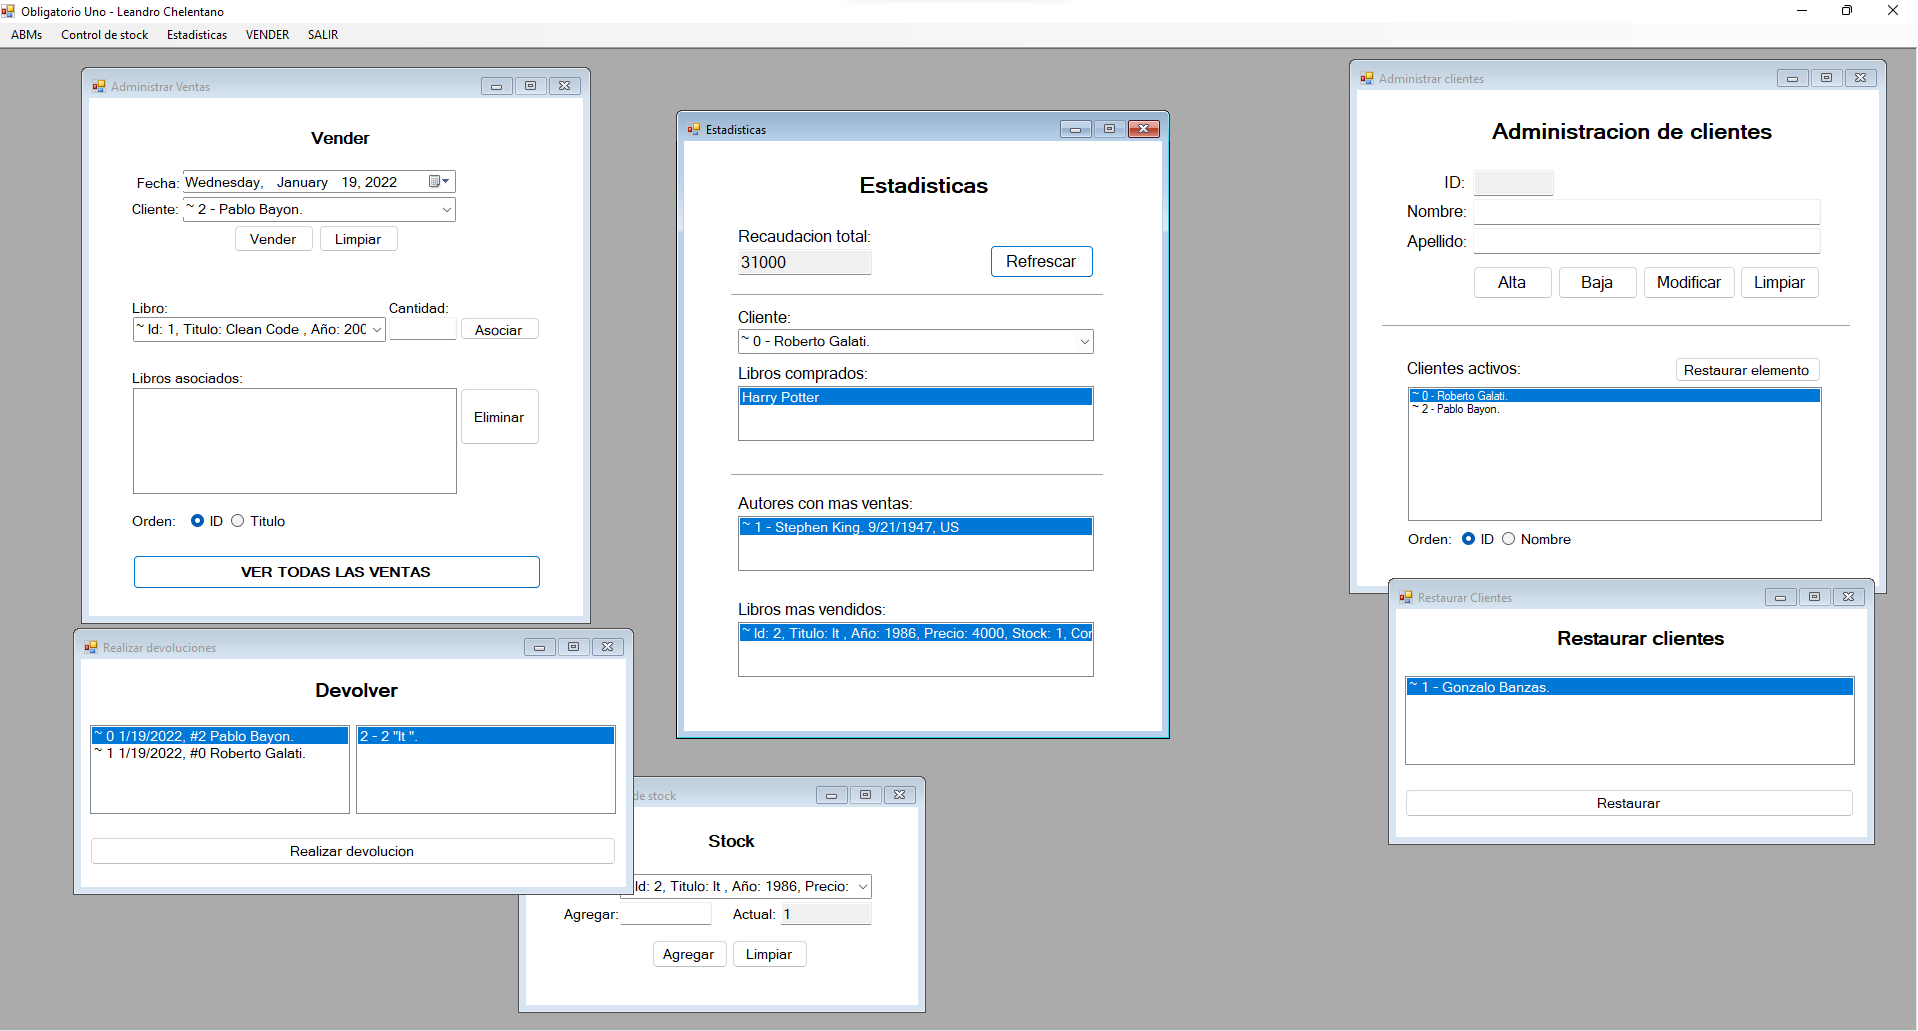 Obligatorio Uno - Leandro Chelentano
ABMs Control de stock Estadisticas VENDER SALIR
Administrar Ventas
Vender
Fecha: Wednesday, January 19, 2022
Cliente: ~ 2 - Pablo Bayon.
Vender Limpiar
Libro: Cantidad:
~ Id: 1, Titulo: Clean Code , Año: 200 Asociar
Libros asociados:
Eliminar
Orden: ID Titulo
VER TODAS LAS VENTAS
Realizar devoluciones
Devolver
~ 0 1/19/2022, #2 Pablo Bayon. 2 - 2 "It ".
~ 1 1/19/2022, #0 Roberto Galati.
Realizar devolucion
Estadisticas
Estadisticas
Recaudacion total:
31000 Refrescar
Cliente:
~ 0 - Roberto Galati.
Libros comprados:
Harry Potter
Autores con mas ventas:
~ 1 - Stephen King. 9/21/1947, US
Libros mas vendidos:
~ Id: 2, Titulo: It , Año: 1986, Precio: 4000, Stock: 1, Cor
de stock
Stock
Id: 2, Titulo: It , Año: 1986, Precio:
Agregar: Actual: 1
Agregar Limpiar
Administrar clientes
Administracion de clientes
ID:
Nombre:
Apellido:
Alta Baja Modificar Limpiar
Clientes activos: Restaurar elemento
~ 0 - Roberto Galati.
~ 2 - Pablo Bayon.
Orden: ID Nombre
Restaurar Clientes
Restaurar clientes
~ 1 - Gonzalo Banzas.
Restaurar